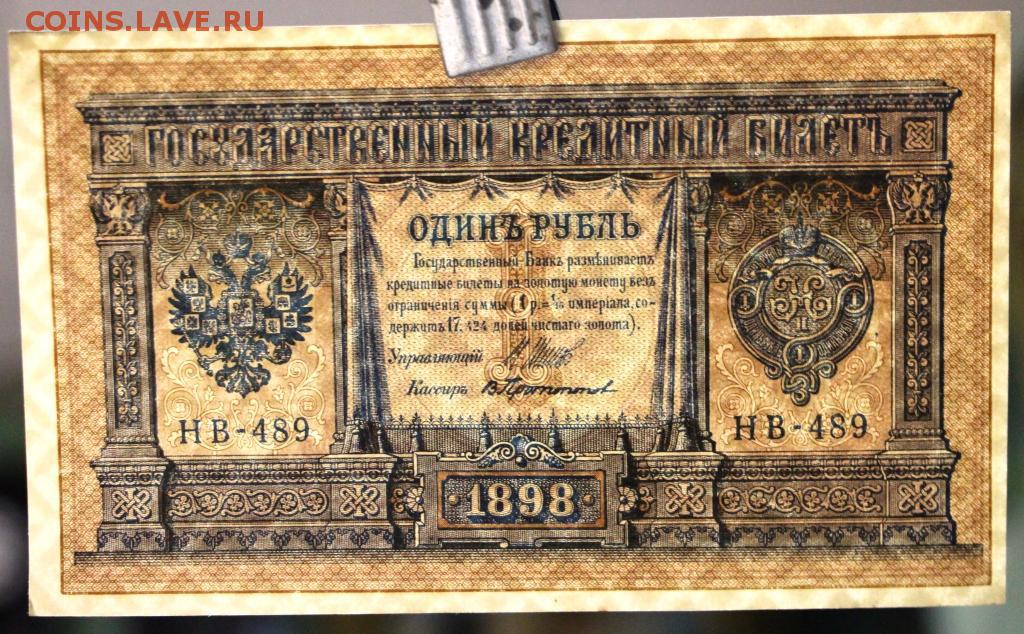 COINS.LAVE.RU
ГОСУДАРСТВЕННЫЙ КРЕДИТНЫЙ БИЛЕТЪ
ОДИНЪ РУБЛЬ
Государственный Банкъ размѣниваетъ
кредитные билеты на золотую монету безъ
ограниченія суммы (1 р.= 1/15 имперіала, со-
держитъ 17,424 долей чистаго золота).
Управляющій
Кассиръ
НВ-489
НВ-489
1898